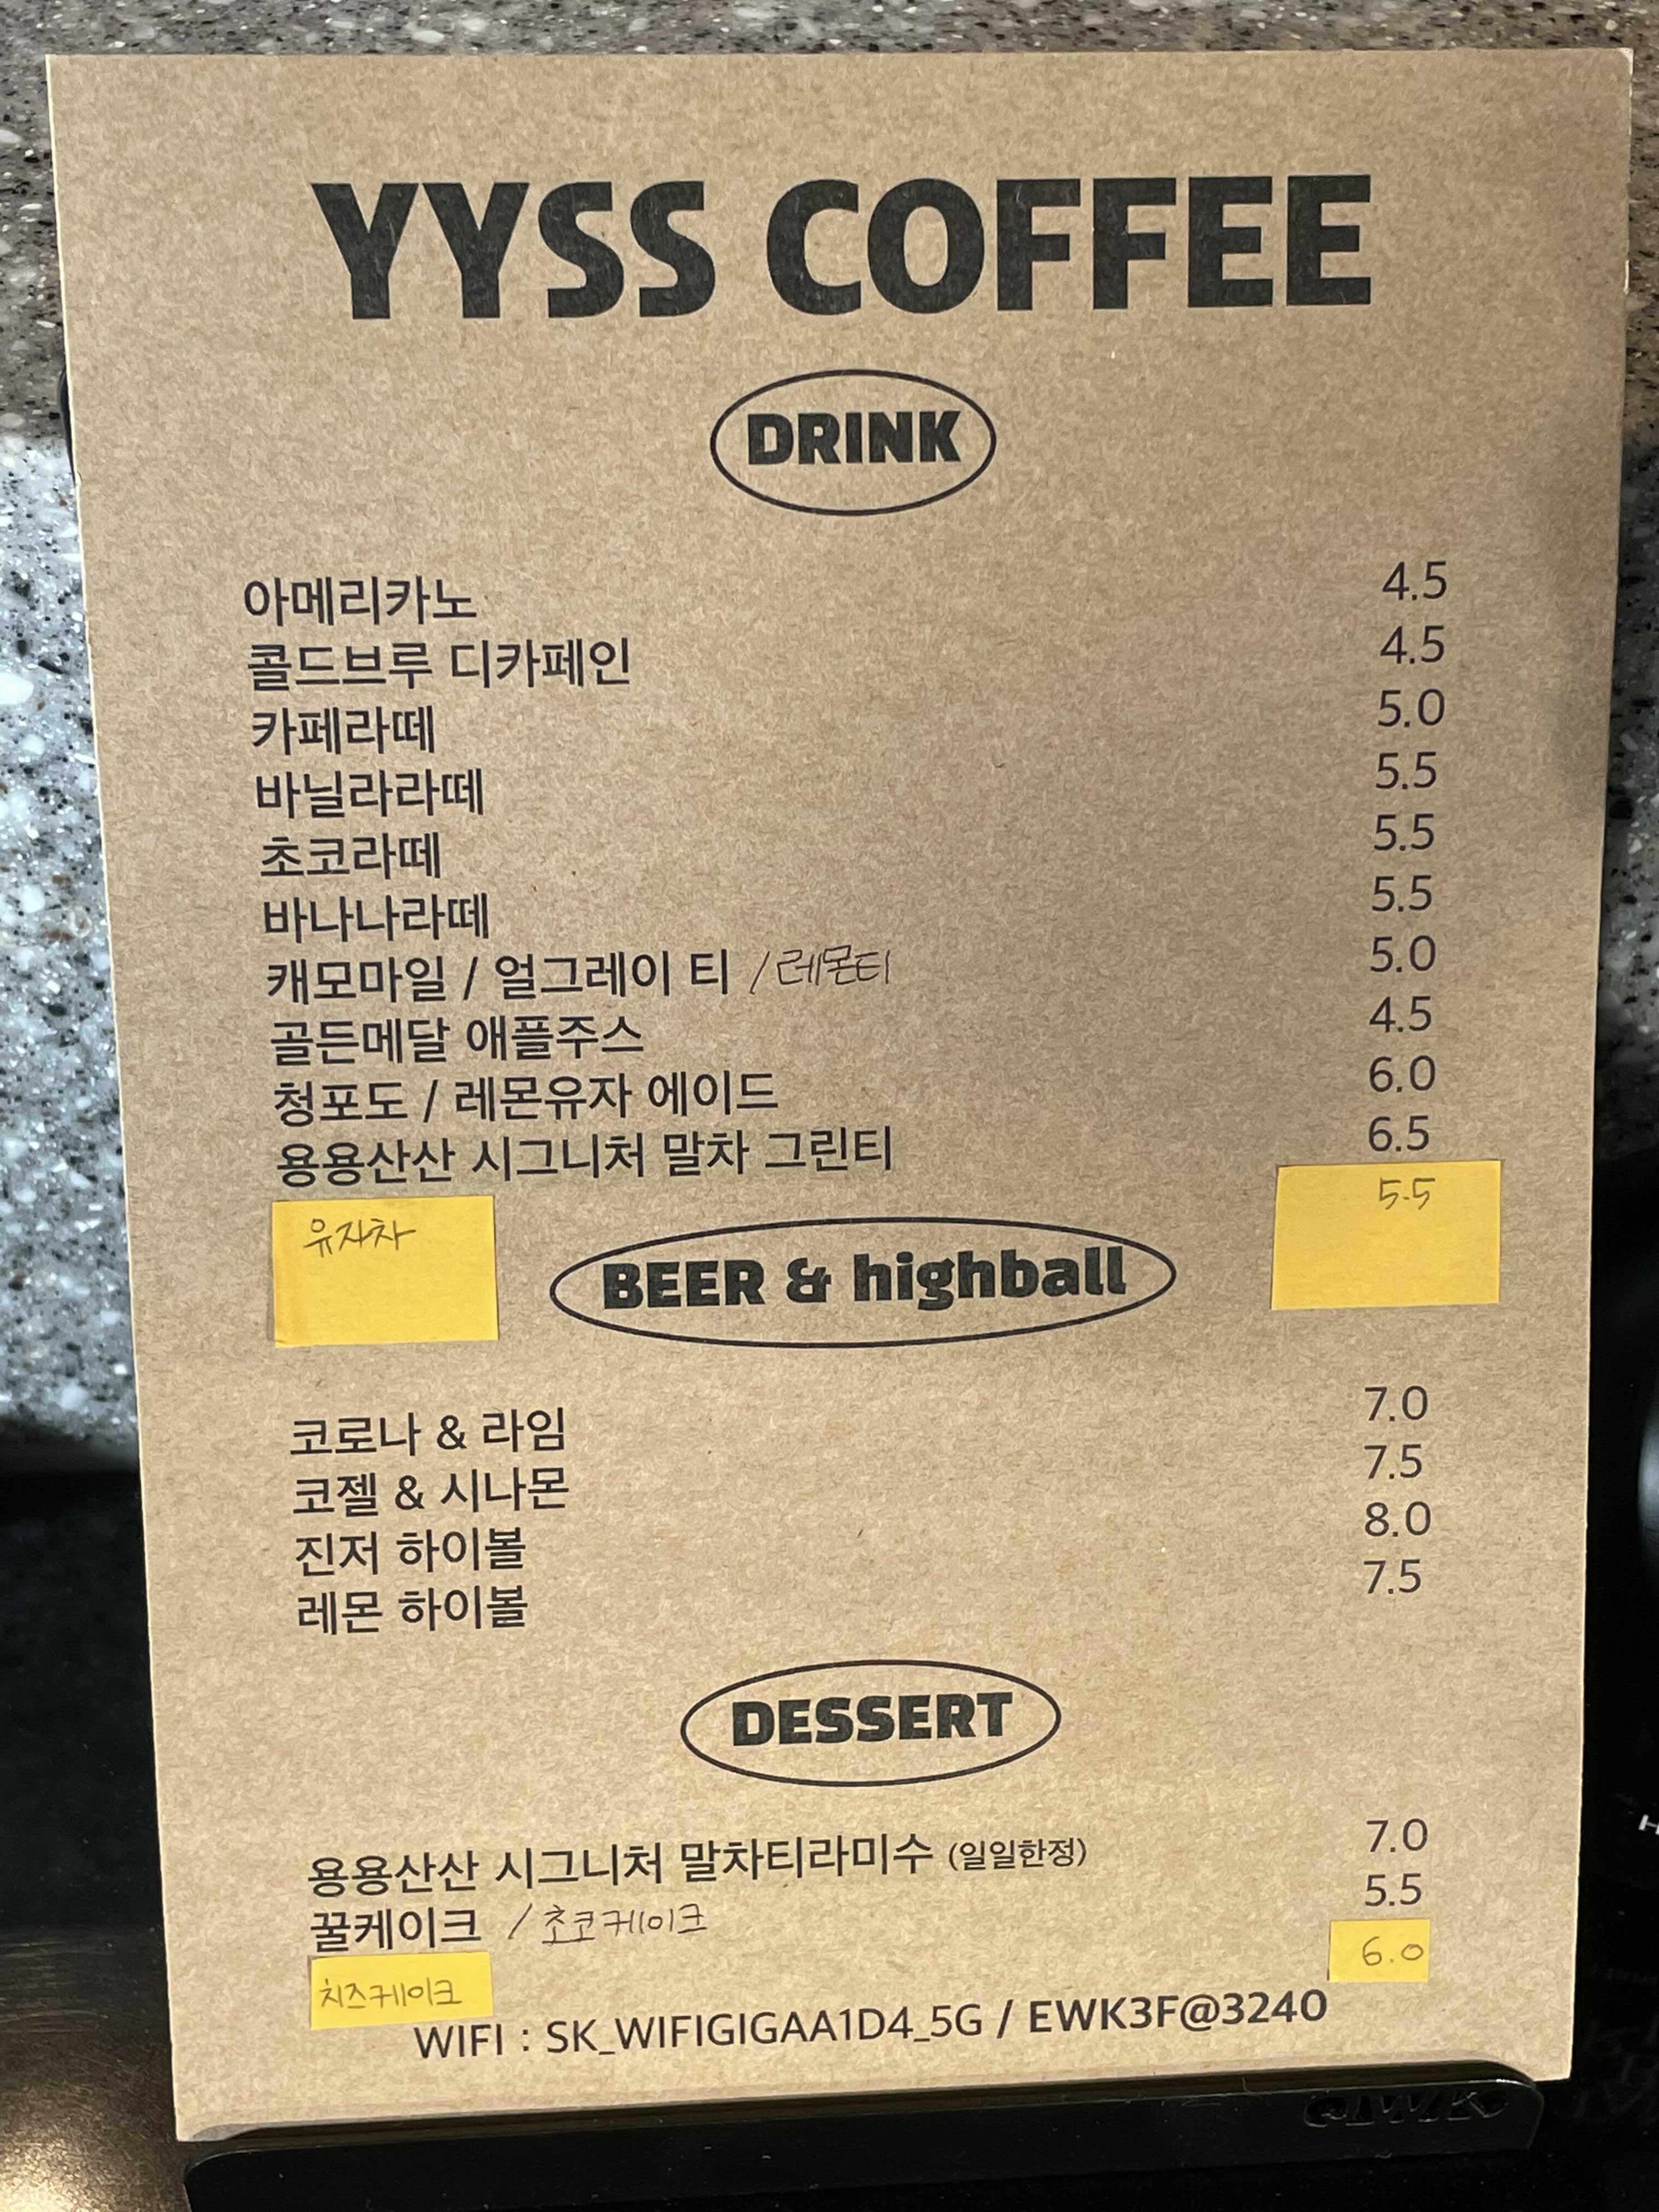 YYSS COFFEE
DRINK
아메리카노 4.5
콜드브루 디카페인 4.5
카페라떼 5.0
바닐라라떼 5.5
초코라떼 5.5
바나나라떼 5.5
캐모마일 / 얼그레이 티 / 레몬티 5.0
골든메달 애플주스 4.5
청포도 / 레몬유자 에이드 6.0
용용산산 시그니처 말차 그린티 6.5
유자차 5.5
BEER & highball
코로나 & 라임 7.0
코젤 & 시나몬 7.5
진저 하이볼 8.0
레몬 하이볼 7.5
DESSERT
용용산산 시그니처 말차티라미수 (일일한정) 7.0
꿀케이크 / 초코케이크 5.5
치즈케이크 6.0
WIFI : SK_WIFIGIGAA1D4_5G / EWK3F@3240